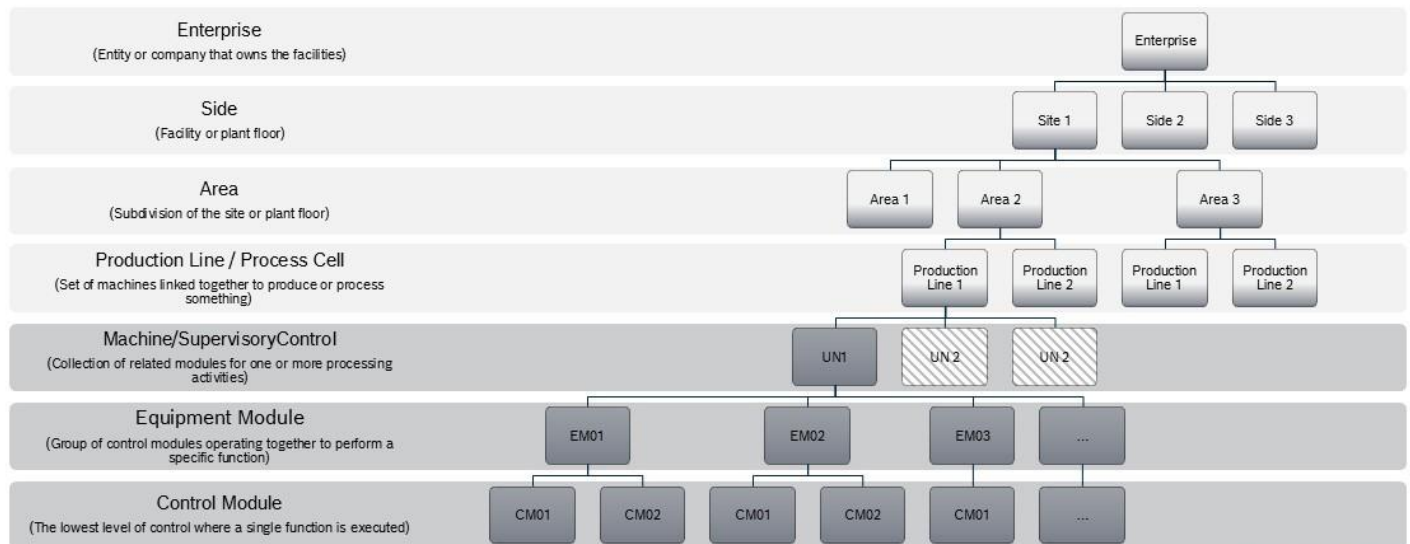 Enterprise
(Entity or company that owns the facilities)
Enterprise
Side
(Facility or plant floor)
Site 1
Side 2
Side 3
Area
(Subdivision of the site or plant floor)
Area 1
Area 2
Area 3
Production Line / Process Cell
(Set of machines linked together to produce or process
something)
Production
Line 1
Production
Line 2
Production
Line 1
Production
Line 2
Machine/SupervisoryControl
(Collection of related modules for one or more processing
activities)
UN1
UN 2
UN 2
Equipment Module
(Group of control modules operating together to perform a
specific function)
EM01
EM02
EM03
...
Control Module
(The lowest level of control where a single function is executed)
CM01
CM02
CM01
CM02
CM01
...